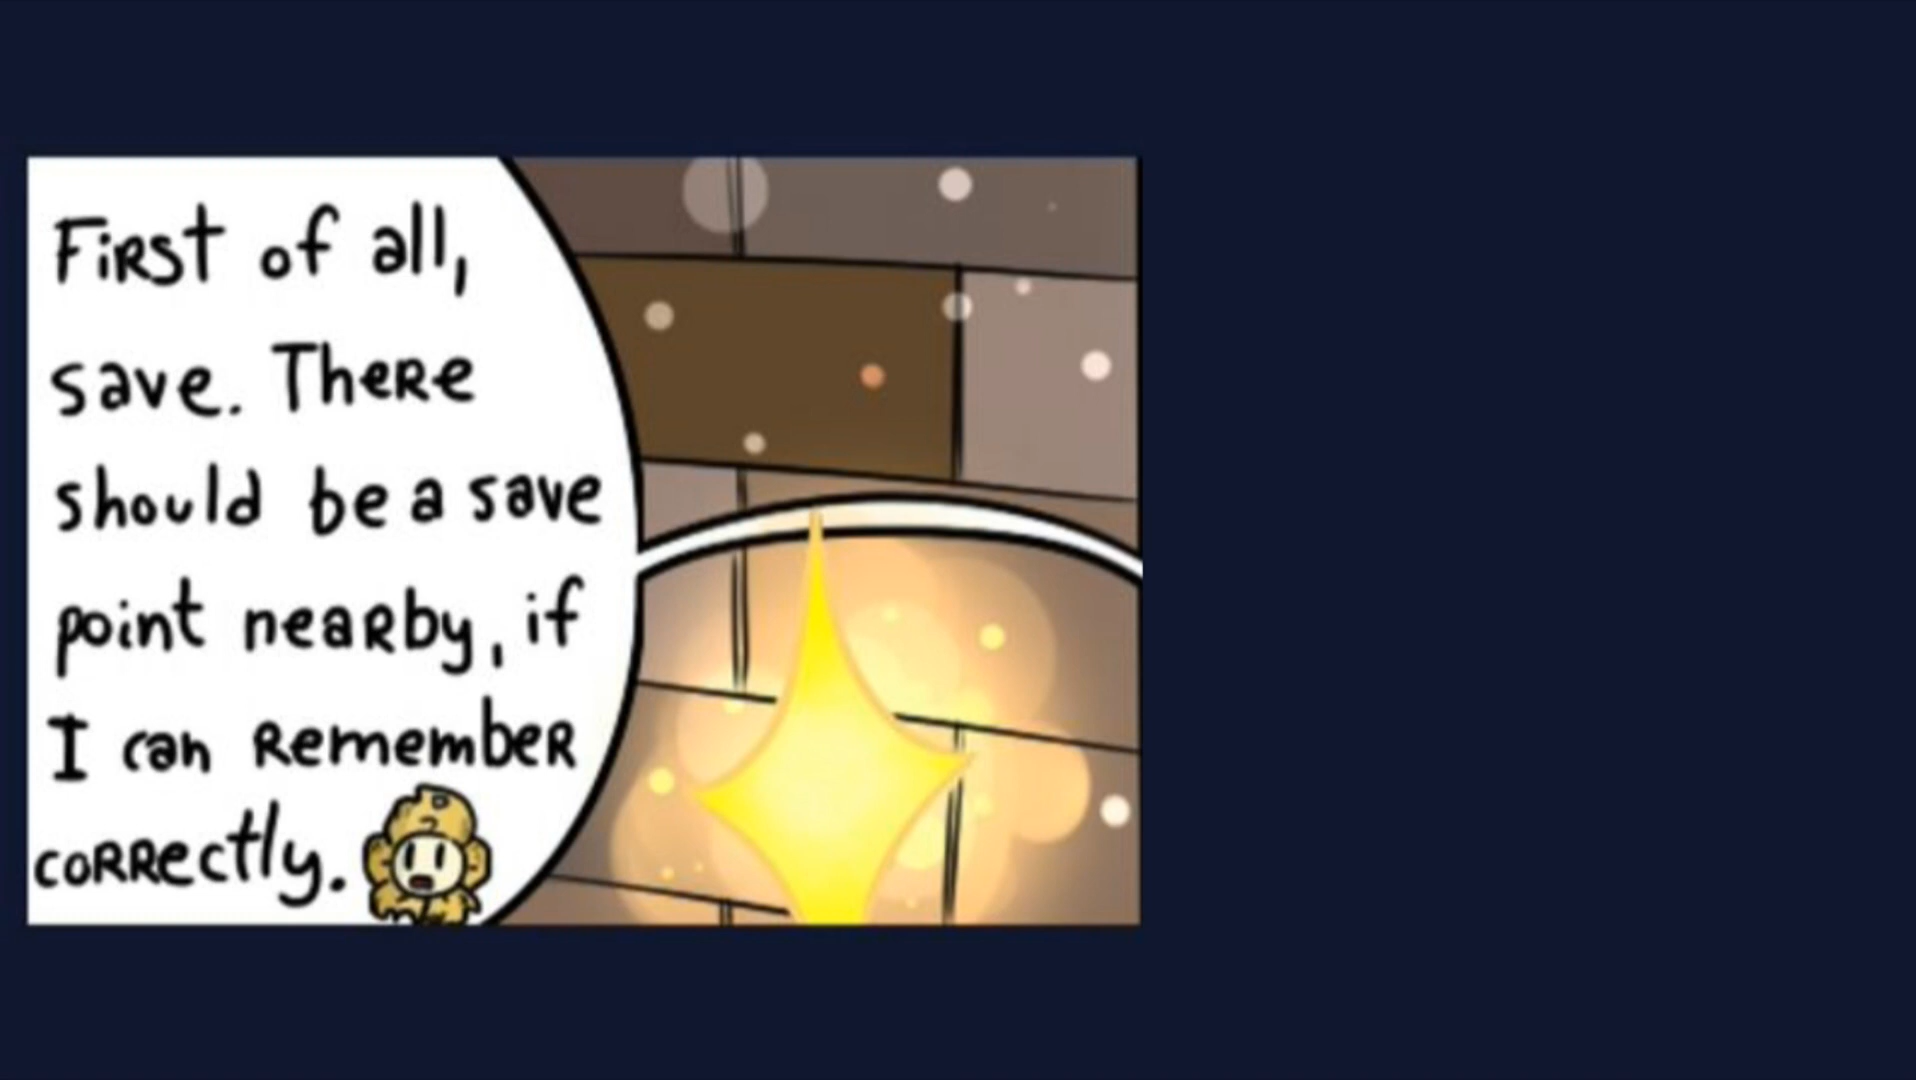 First of all,
save. There
should be a save
point nearby, if
I can remember
correctly.